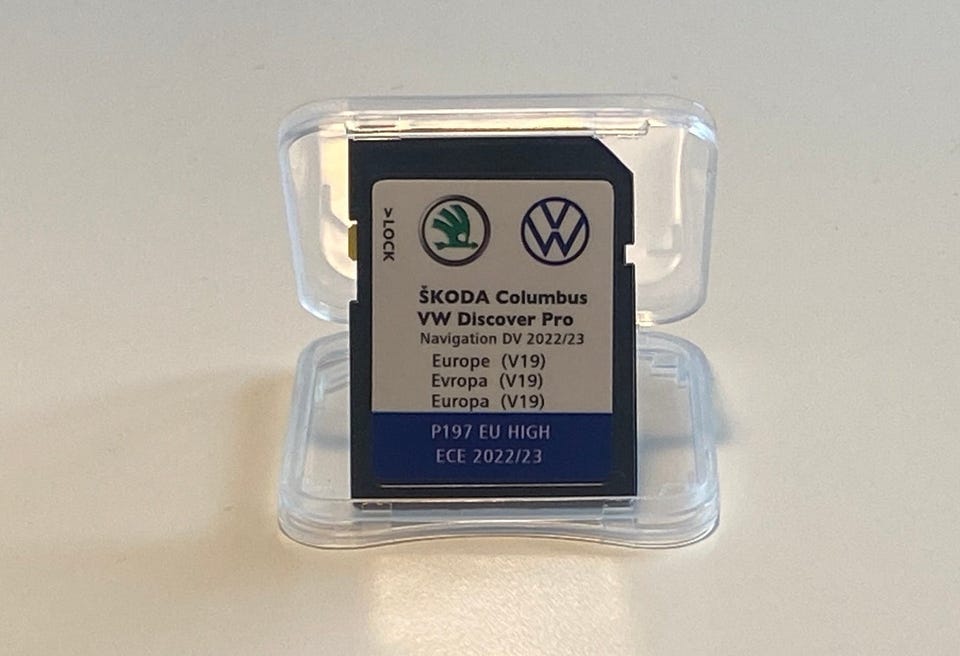 >LOCK
ŠKODA Columbus
VW Discover Pro
Navigation DV 2022/23
Europe (V19)
Evropa (V19)
Europa (V19)
P197 EU HIGH
ECE 2022/23